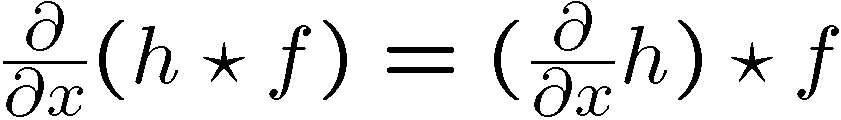 ∂/∂x (h ⋆ f) = (∂/∂x h) ⋆ f